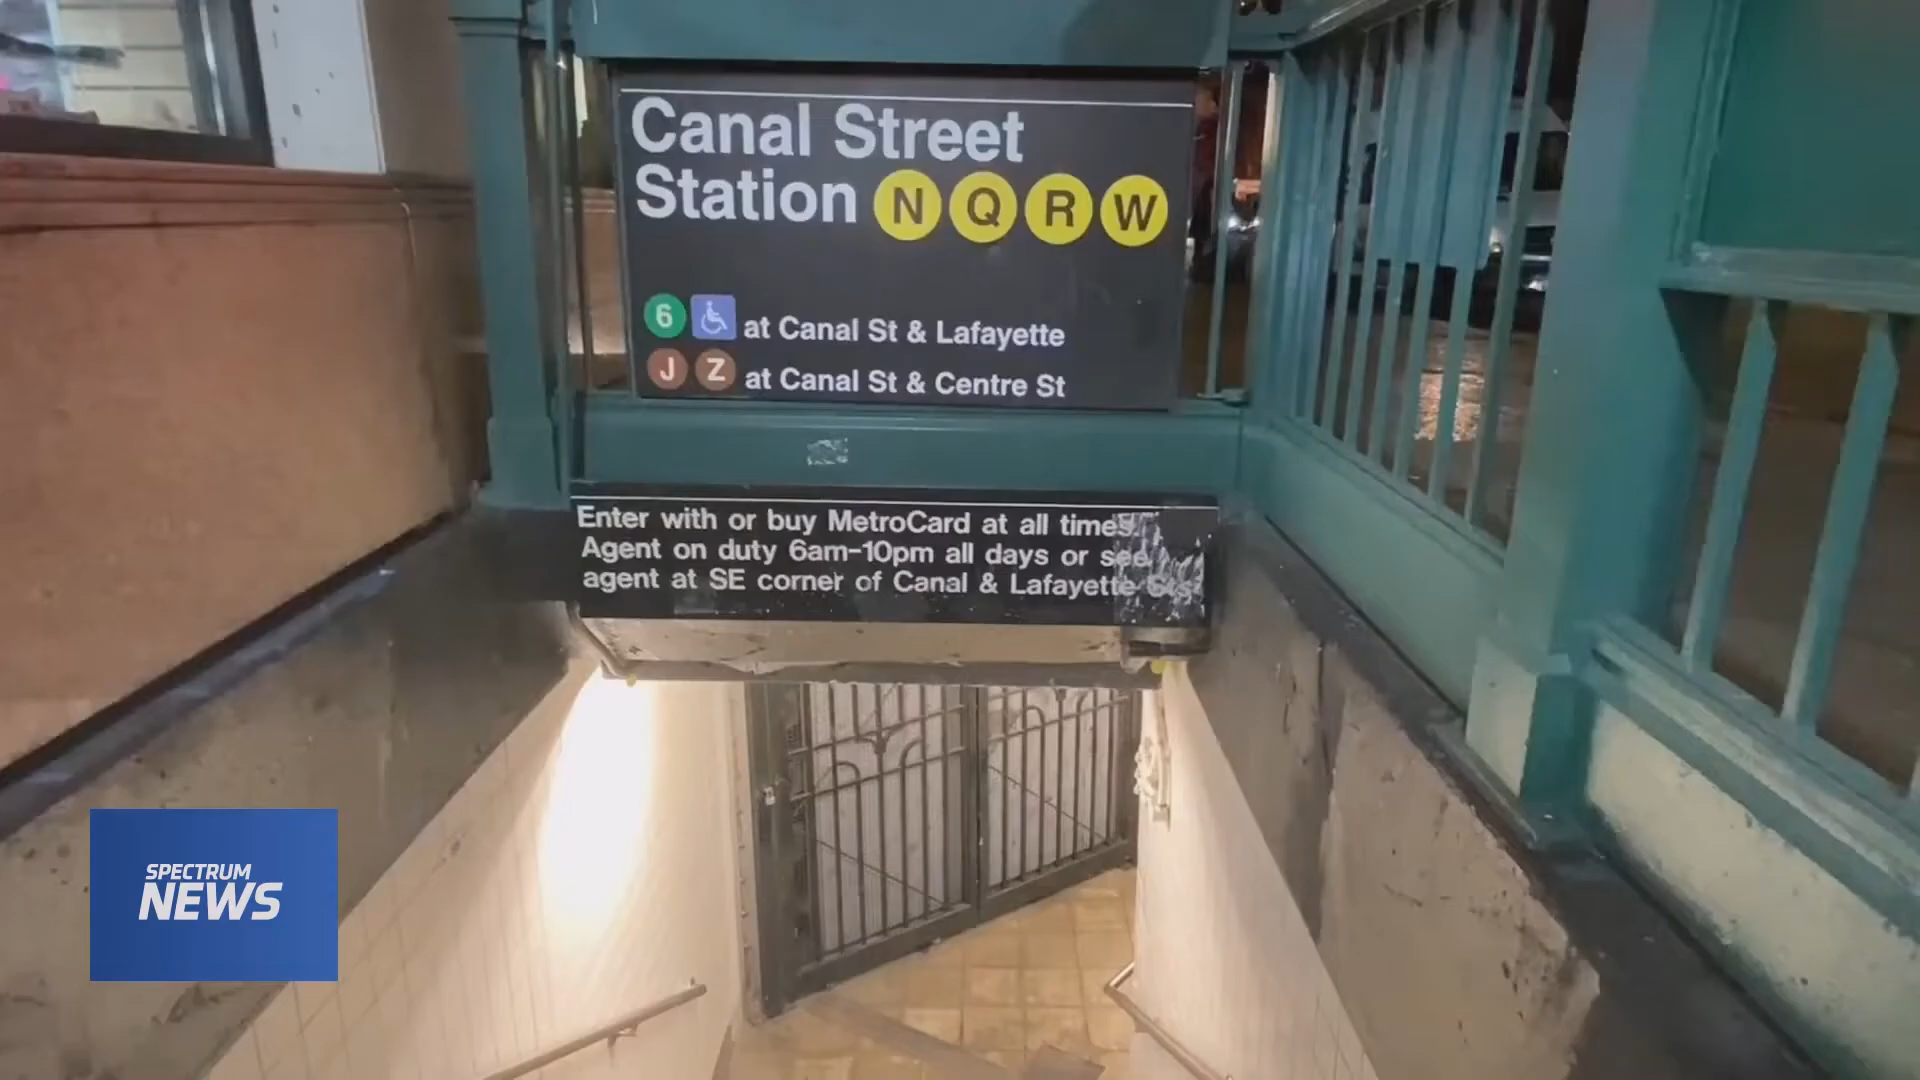 Canal Street
Station N Q R W
6 at Canal St & Lafayette
J Z at Canal St & Centre St
Enter with or buy MetroCard at all times.
Agent on duty 6am-10pm all days or see
agent at SE corner of Canal & Lafayette Sts
SPECTRUM
NEWS